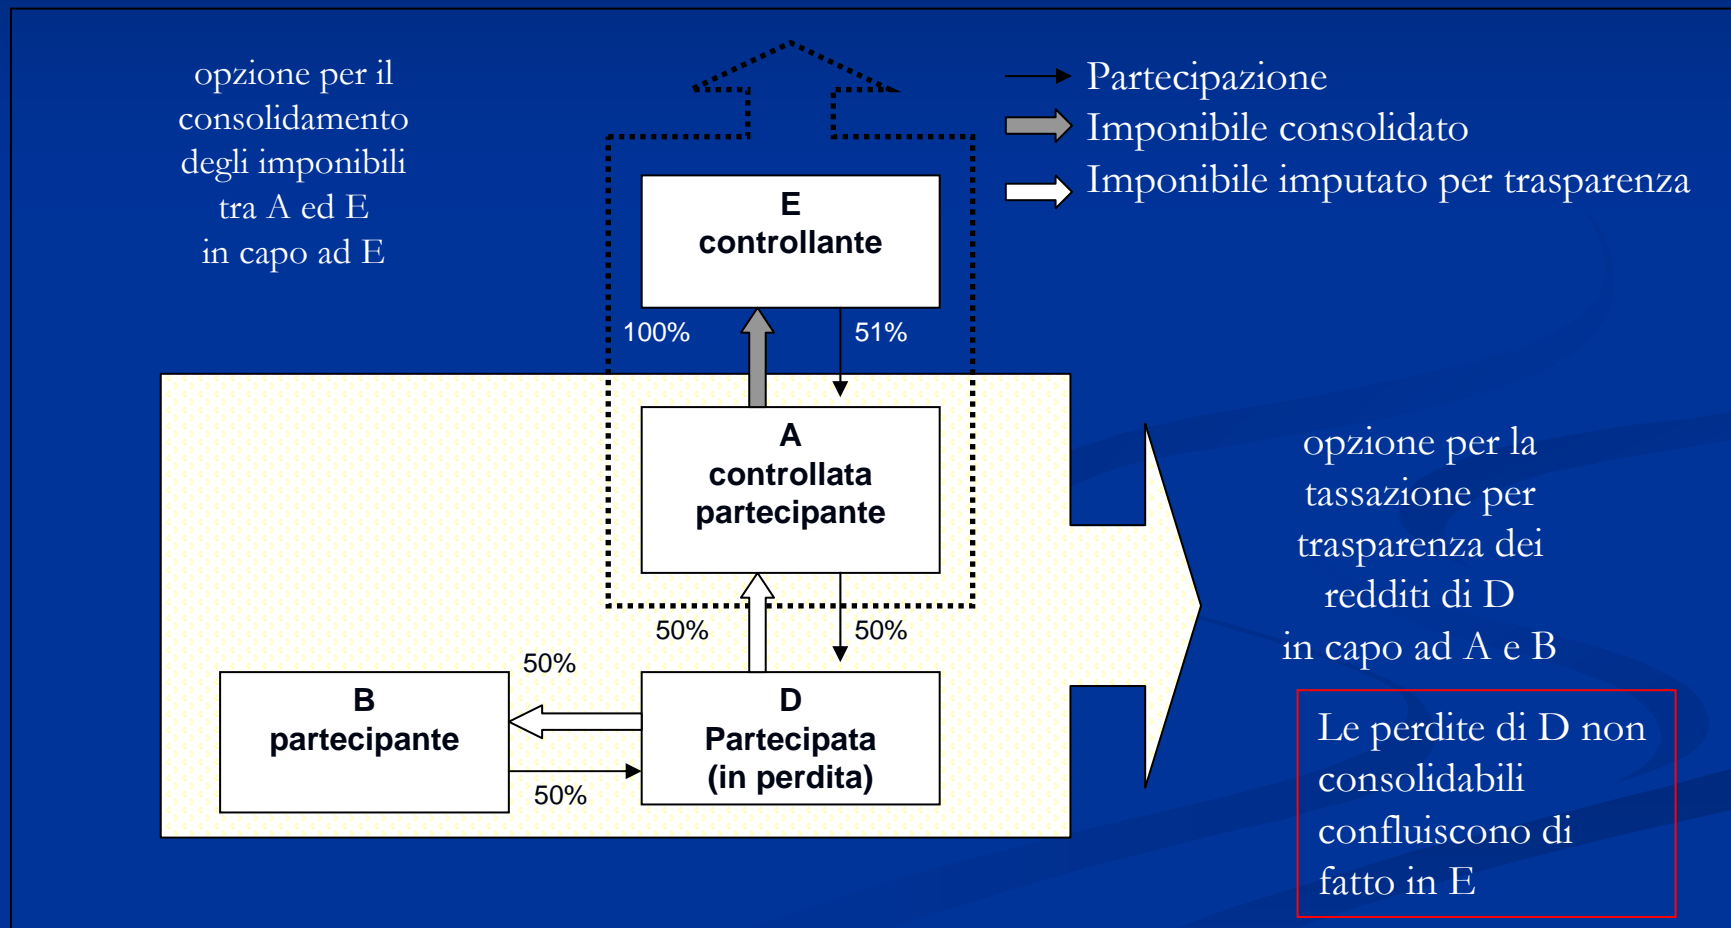 opzione per il
consolidamento
degli imponibili
tra A ed E
in capo ad E
Partecipazione
Imponibile consolidato
Imponibile imputato per trasparenza
E
controllante
100%
51%
A
controllata
partecipante
50%
50%
50%
B
partecipante
D
Partecipata
(in perdita)
50%
opzione per la
tassazione per
trasparenza dei
redditi di D
in capo ad A e B
Le perdite di D non
consolidabili
confluiscono di
fatto in E